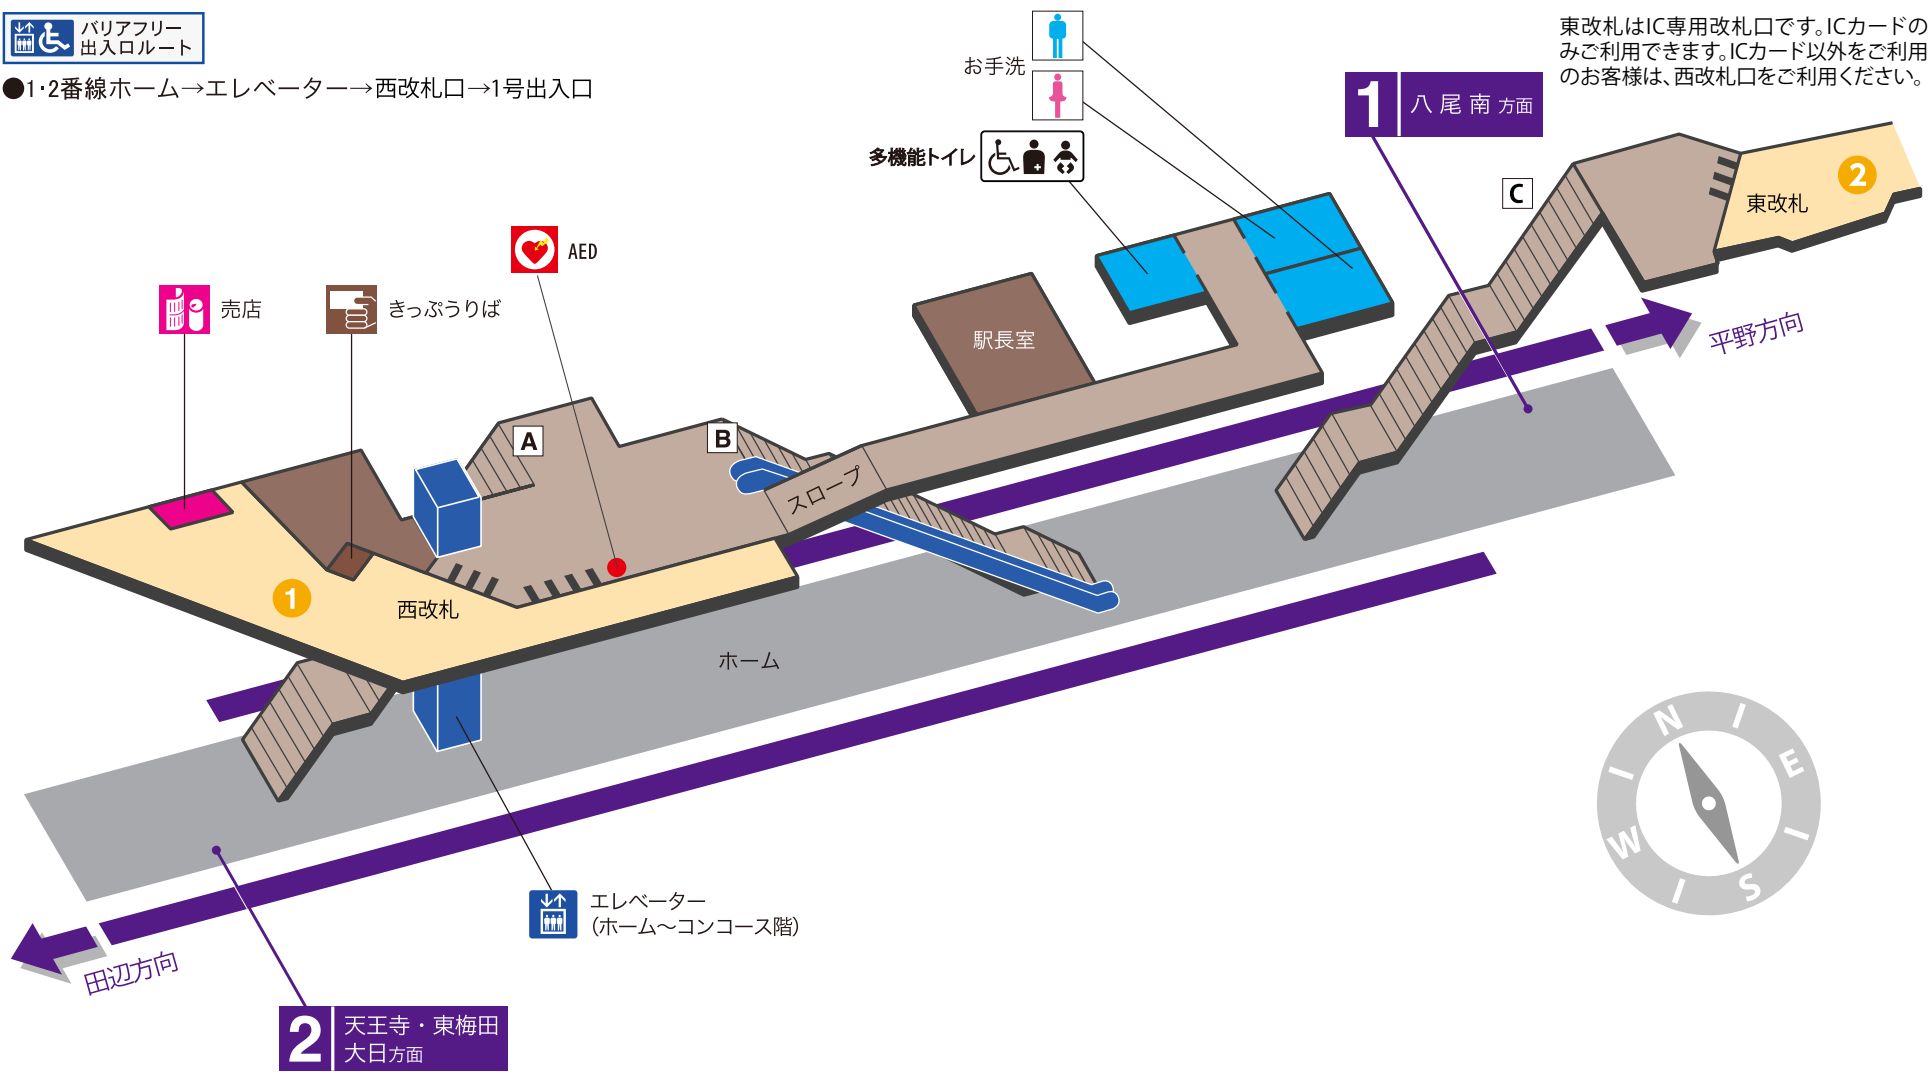 バリアフリー
出入口ルート
●1・2番線ホーム→エレベーター→西改札口→1号出入口
東改札はIC専用改札口です。ICカードの
みご利用できます。ICカード以外をご利用
のお客様は、西改札口をご利用ください。
お手洗
多機能トイレ
1 八尾南 方面
C
2
東改札
AED
売店
きっぷうりば
駅長室
平野方向
A
B
スロープ
1
西改札
ホーム
N
E
W
S
エレベーター
(ホーム〜コンコース階)
田辺方向
2 天王寺・東梅田
大日方面